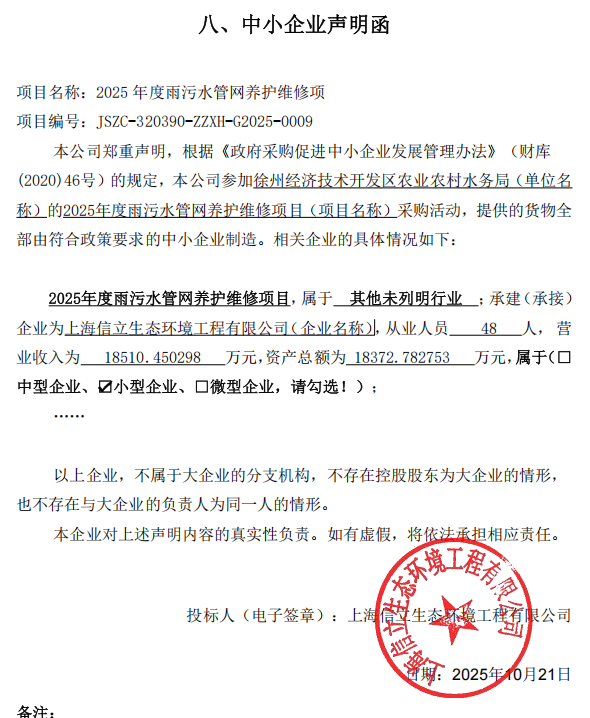 八、中小企业声明函
项目名称：2025 年度雨污水管网养护维修项
项目编号：JSZC-320390-ZZXH-G2025-0009
本公司郑重声明，根据《政府采购促进中小企业发展管理办法》（财库
(2020)46号）的规定，本公司参加徐州经济技术开发区农业农村水务局（单位名
称）的2025年度雨污水管网养护维修项目（项目名称）采购活动，提供的货物全
部由符合政策要求的中小企业制造。相关企业的具体情况如下：
2025年度雨污水管网养护维修项目，属于 其他未列明行业 ；承建（承接）
企业为上海信立生态环境工程有限公司（企业名称），从业人员 48 人， 营
业收入为 18510.450298 万元，资产总额为 18372.782753 万元，属于（☐
中型企业、☑小型企业、☐微型企业，请勾选！）；
……
以上企业，不属于大企业的分支机构，不存在控股股东为大企业的情形，
也不存在与大企业的负责人为同一人的情形。
本企业对上述声明内容的真实性负责。如有虚假，将依法承担相应责任。
上海信立生态环境工程有限公司
投标人（电子签章）：上海信立生态环境工程有限公司
日期：2025年10月21日
备注：